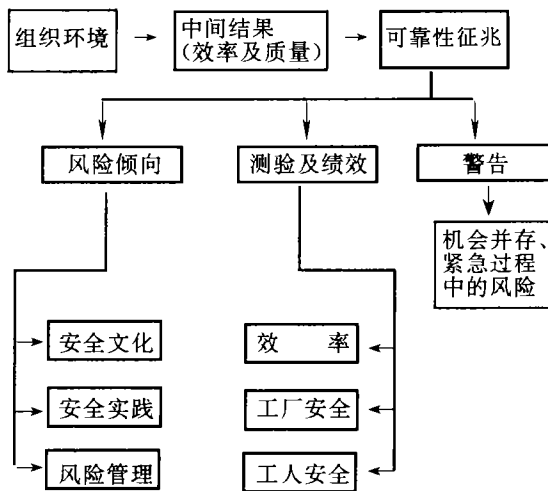 组织环境
中间结果
(效率及质量)
可靠性征兆
风险倾向
测验及绩效
警告
机会并存、
紧急过程
中的风险
安全文化
效 率
安全实践
工厂安全
风险管理
工人安全